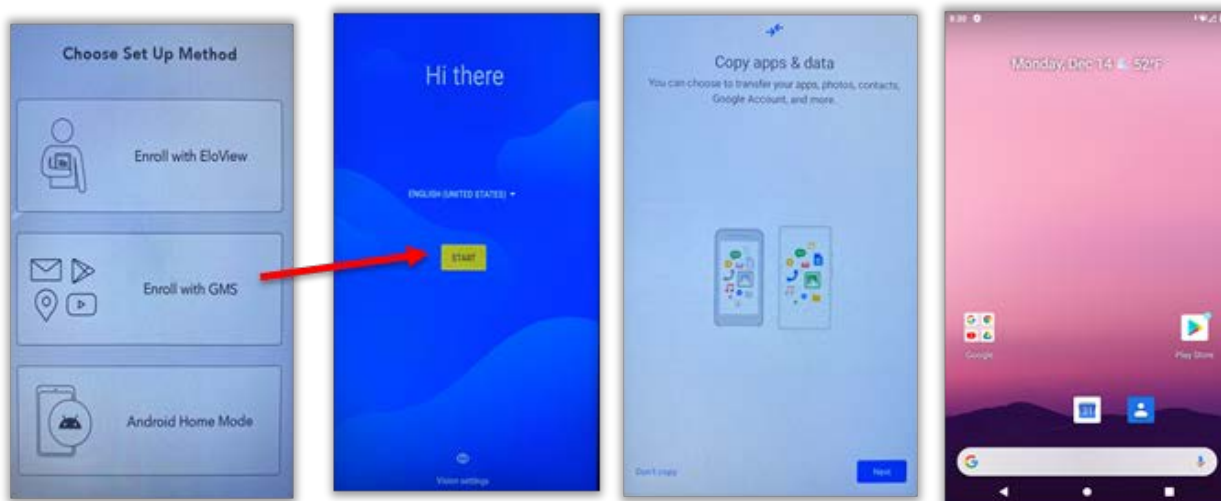 Choose Set Up Method
Enroll with EloView
Enroll with GMS
Android Home Mode
Hi there
ENGLISH (UNITED STATES)
START
Vision settings
Copy apps & data
You can choose to transfer your apps, photos, contacts,
Google Account, and more.
Don't copy
Next
Monday, Dec 14
52°F
Google
Play Store
31